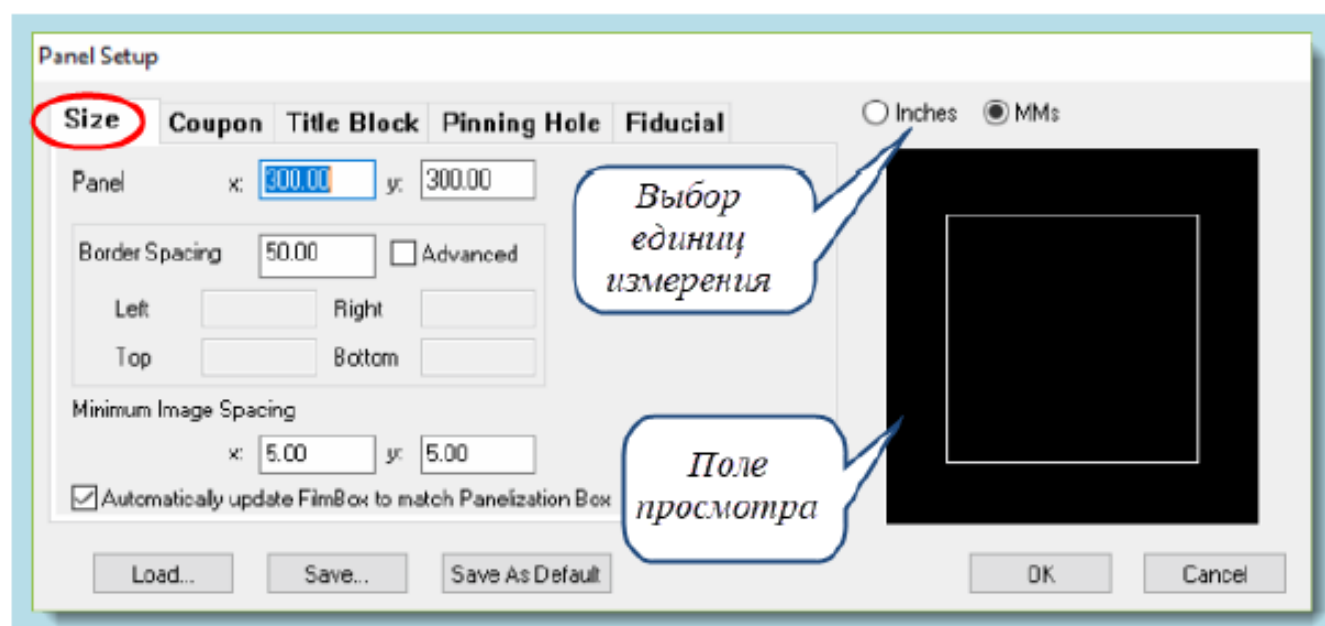 Panel Setup
Size Coupon Title Block Pinning Hole Fiducial
Inches MMs
Panel x: 300.00 y: 300.00
Выбор
единиц
измерения
Border Spacing 50.00 Advanced
Left Right
Top Bottom
Minimum Image Spacing
x: 5.00 y: 5.00
Поле
просмотра
Automatically update FilmBox to match Panelization Box
Load... Save... Save As Default OK Cancel